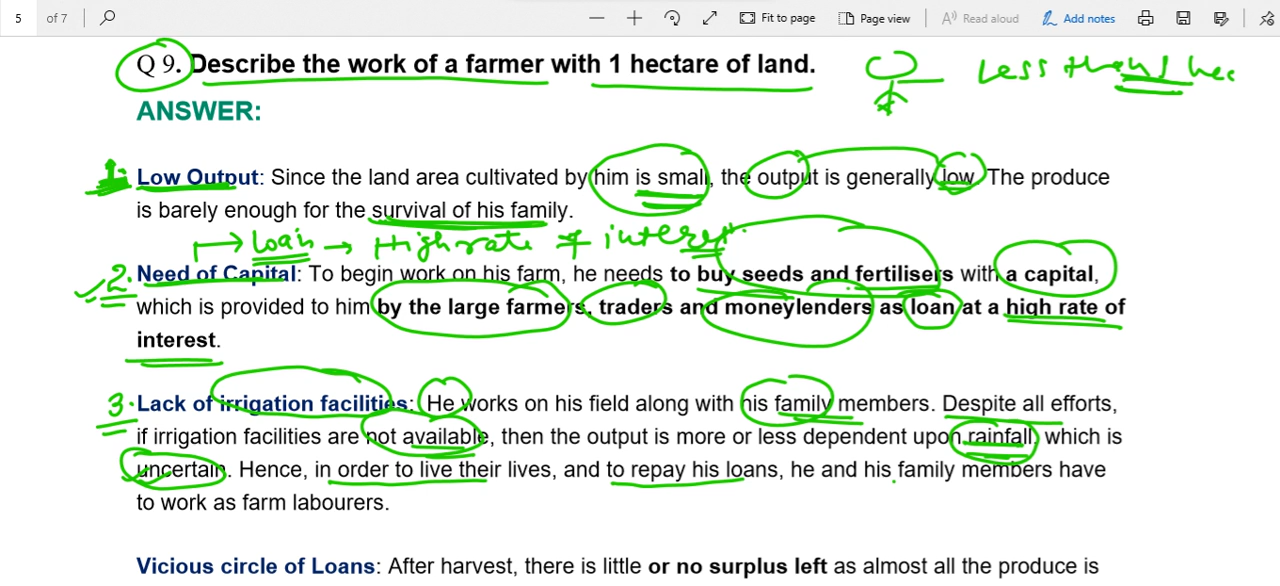 5 of 7 Fit to page Page view Read aloud Add notes
Q 9. Describe the work of a farmer with 1 hectare of land.
Less than 1 hec
ANSWER:
1. Low Output: Since the land area cultivated by him is small, the output is generally low. The produce
is barely enough for the survival of his family.
→ Loan → High rate of interest.
2. Need of Capital: To begin work on his farm, he needs to buy seeds and fertilisers with a capital,
which is provided to him by the large farmers, traders and moneylenders as loan at a high rate of
interest.
3. Lack of irrigation facilities: He works on his field along with his family members. Despite all efforts,
if irrigation facilities are not available, then the output is more or less dependent upon rainfall, which is
uncertain. Hence, in order to live their lives, and to repay his loans, he and his family members have
to work as farm labourers.
Vicious circle of Loans: After harvest, there is little or no surplus left as almost all the produce is